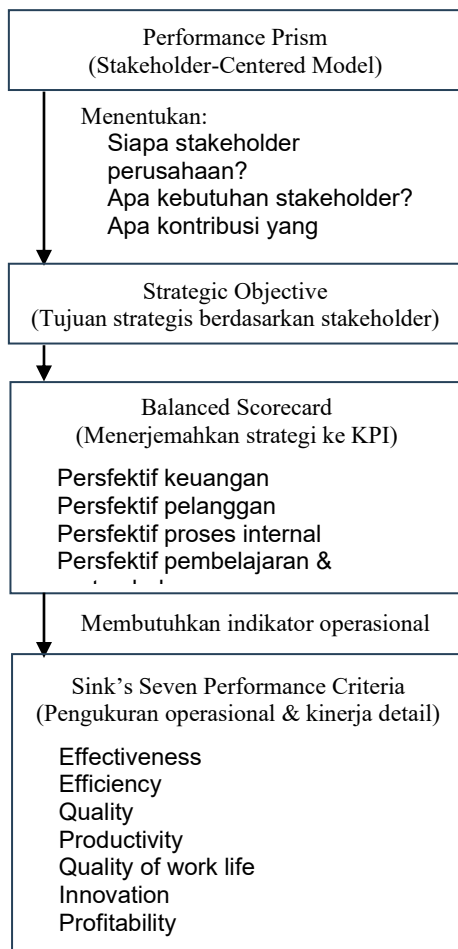 Performance Prism
(Stakeholder-Centered Model)
Menentukan:
Siapa stakeholder
perusahaan?
Apa kebutuhan stakeholder?
Apa kontribusi yang
Strategic Objective
(Tujuan strategis berdasarkan stakeholder)
Balanced Scorecard
(Menerjemahkan strategi ke KPI)
Persfektif keuangan
Persfektif pelanggan
Persfektif proses internal
Persfektif pembelajaran &
Membutuhkan indikator operasional
Sink's Seven Performance Criteria
(Pengukuran operasional & kinerja detail)
Effectiveness
Efficiency
Quality
Productivity
Quality of work life
Innovation
Profitability